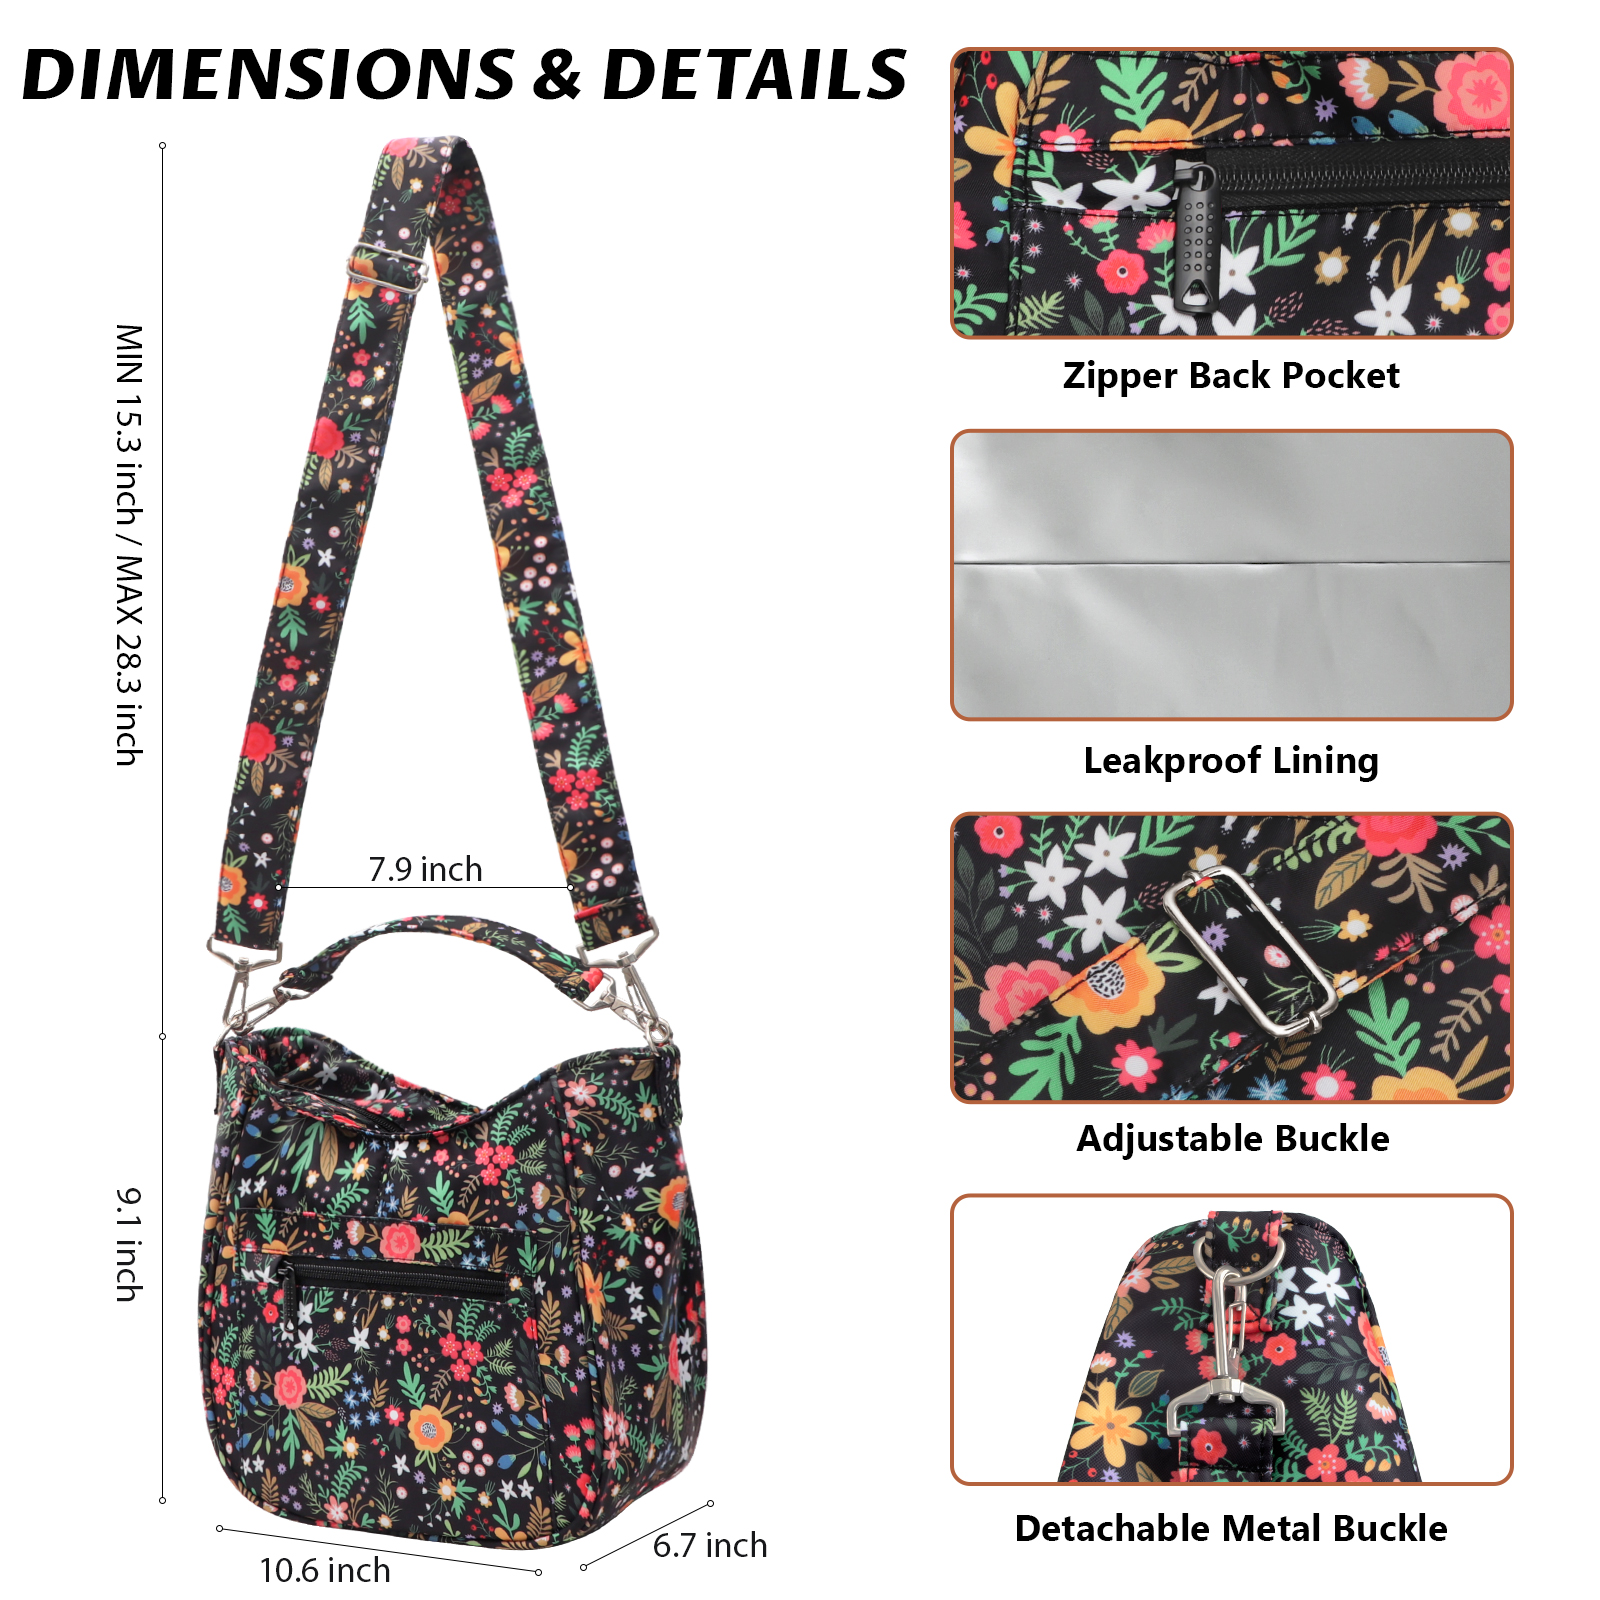 DIMENSIONS & DETAILS
MIN 15.3 inch / MAX 28.3 inch
7.9 inch
9.1 inch
10.6 inch
6.7 inch
Zipper Back Pocket
Leakproof Lining
Adjustable Buckle
Detachable Metal Buckle